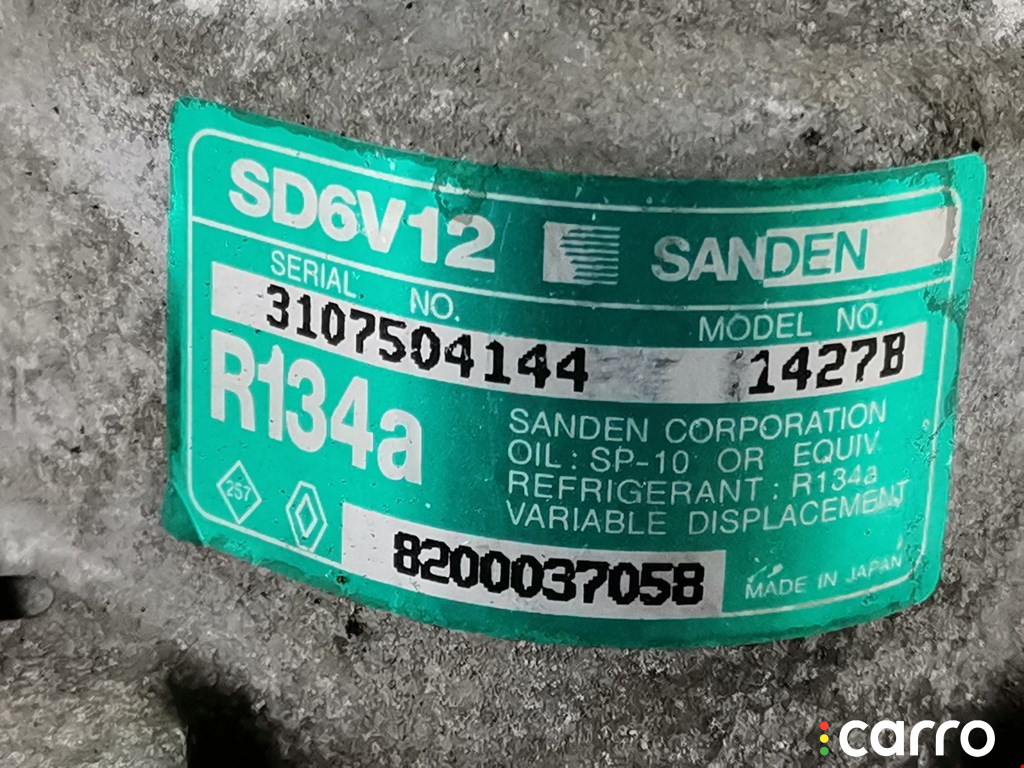 SD6V12 SANDEN
SERIAL NO. MODEL NO.
3107504144 1427B
R134a
SANDEN CORPORATION
OIL : SP-10 OR EQUIV.
REFRIGERANT : R134a
VARIABLE DISPLACEMENT
257
8200037058
MADE IN JAPAN
carro